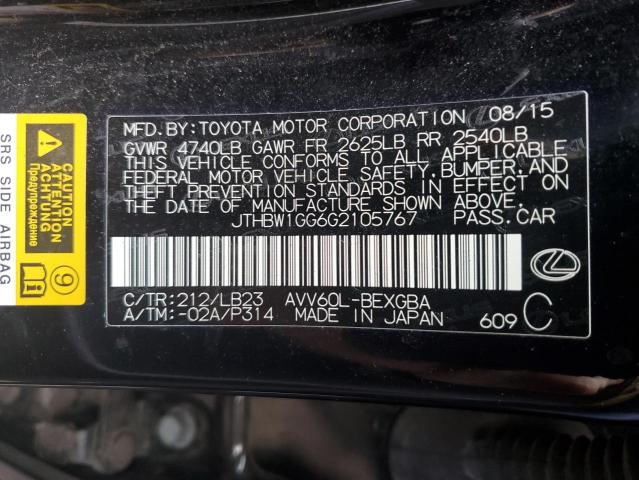 MFD.BY:TOYOTA MOTOR CORPORATION 08/15
GVWR 4740LB GAWR FR 2625LB RR 2540LB
THIS VEHICLE CONFORMS TO ALL APPLICABLE
FEDERAL MOTOR VEHICLE SAFETY,BUMPER,AND
THEFT PREVENTION STANDARDS IN EFFECT ON
THE DATE OF MANUFACTURE SHOWN ABOVE.
JTHBW1GG6G2105767 PASS.CAR
C/TR:212/LB23 AVV60L-BEXGBA
A/TM:-02A/P314 MADE IN JAPAN 609 C
SRS SIDE AIRBAG
CAUTION
ATTENTION
ACHTUNG
Предупреждение
9